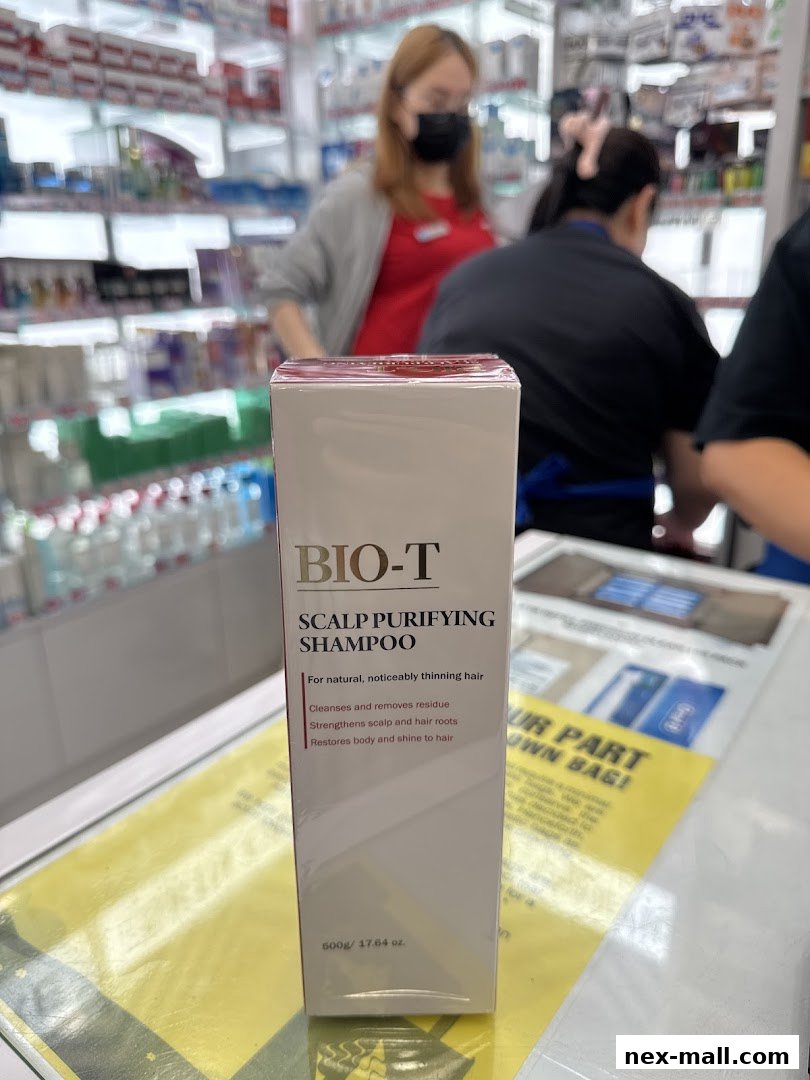 BIO-T
SCALP PURIFYING
SHAMPOO
For natural, noticeably thinning hair
Cleanses and removes residue
Strengthens scalp and hair roots
Restores body and shine to hair
500g/ 17.64 oz.
UR PART
OWN BAG!
nex-mall.com